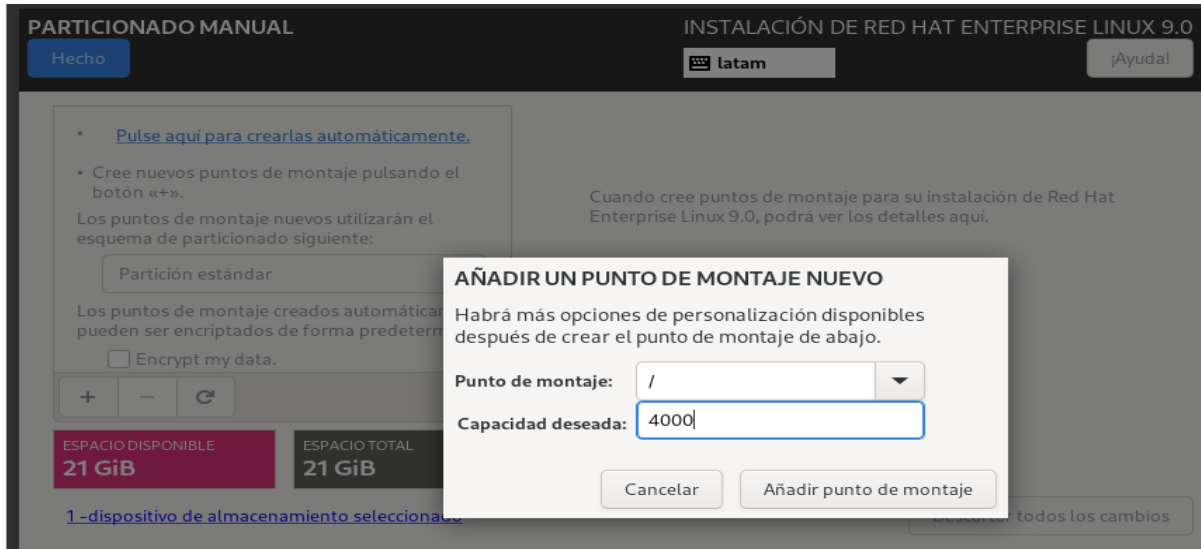 PARTICIONADO MANUAL
INSTALACIÓN DE RED HAT ENTERPRISE LINUX 9.0
Hecho
latam
¡Ayuda!
• Pulse aquí para crearlas automáticamente.
• Cree nuevos puntos de montaje pulsando el
botón «+».
Los puntos de montaje nuevos utilizarán el
esquema de particionado siguiente:
Partición estándar
Los puntos de montaje creados
pueden ser encriptados de forma
Encrypt my data.
+ − 
Cuando cree puntos de montaje para su instalación de Red Hat
Enterprise Linux 9.0, podrá ver los detalles aquí.
AÑADIR UN PUNTO DE MONTAJE NUEVO
Habrá más opciones de personalización disponibles
después de crear el punto de montaje de abajo.
Punto de montaje: /
Capacidad deseada: 4000
Cancelar
Añadir punto de montaje
ESPACIO DISPONIBLE
21 GiB
ESPACIO TOTAL
21 GiB
1 -dispositivo de almacenamiento seleccionado
todos los cambios